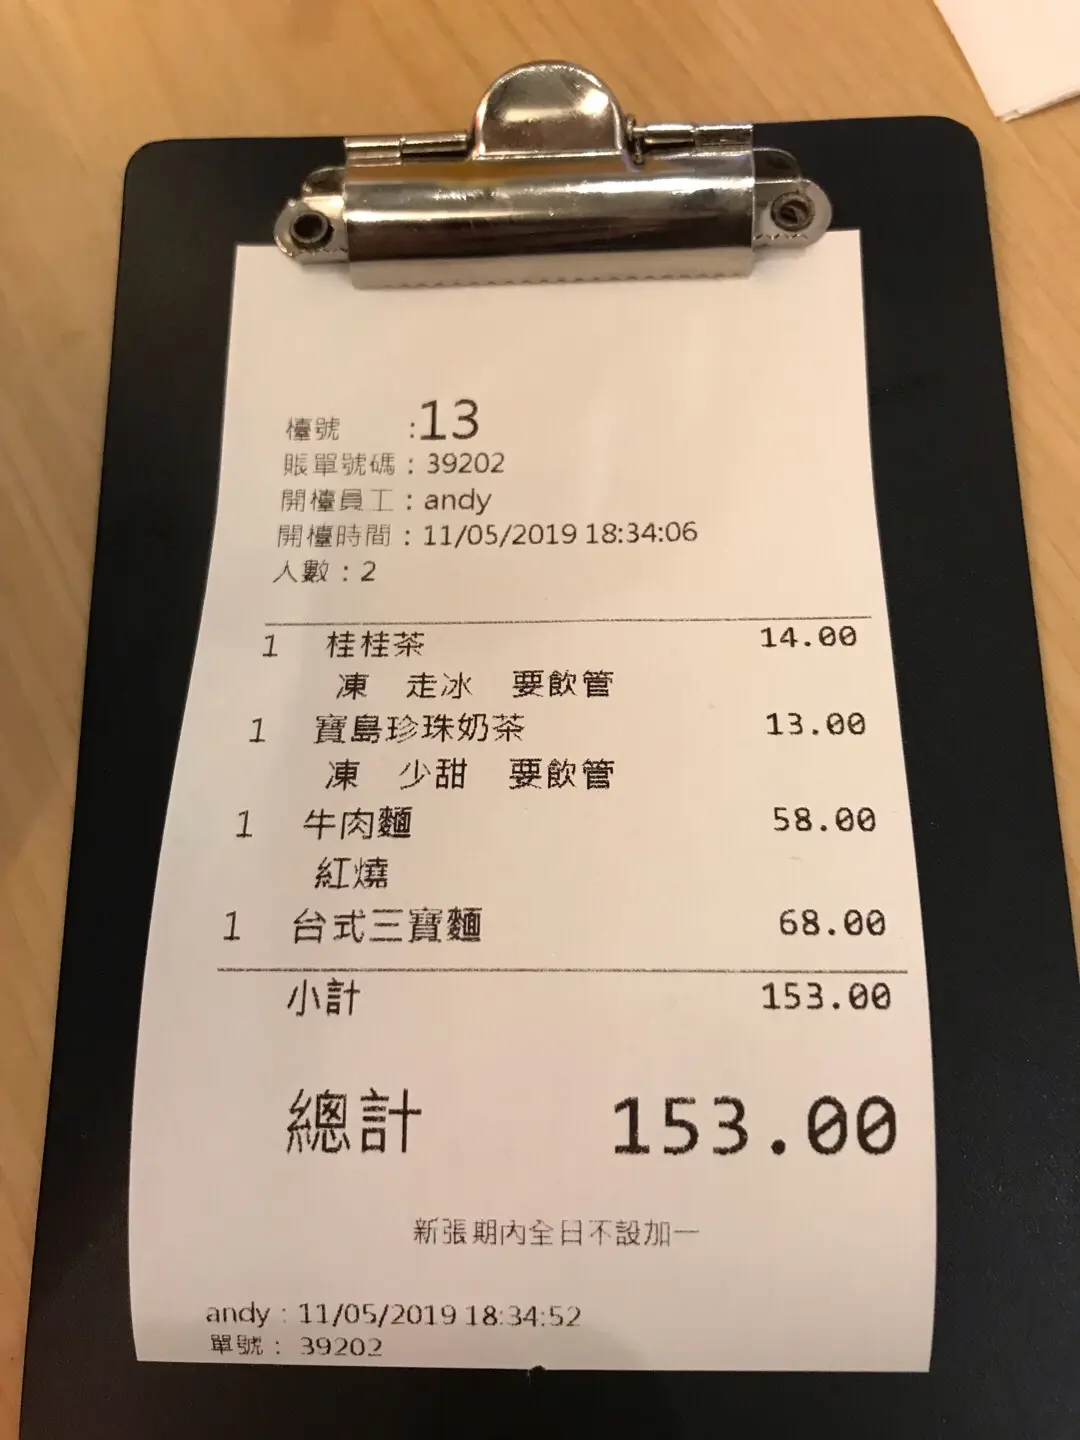 檯號 :13
賬單號碼：39202
開檯員工：andy
開檯時間：11/05/2019 18:34:06
人數：2
1 桂桂茶 14.00
凍 走冰 要飲管
1 寶島珍珠奶茶 13.00
凍 少甜 要飲管
1 牛肉麵 58.00
紅燒
1 台式三寶麵 68.00
小計 153.00
總計 153.00
新張期內全日不設加一
andy：11/05/2019 18:34:52
單號：39202